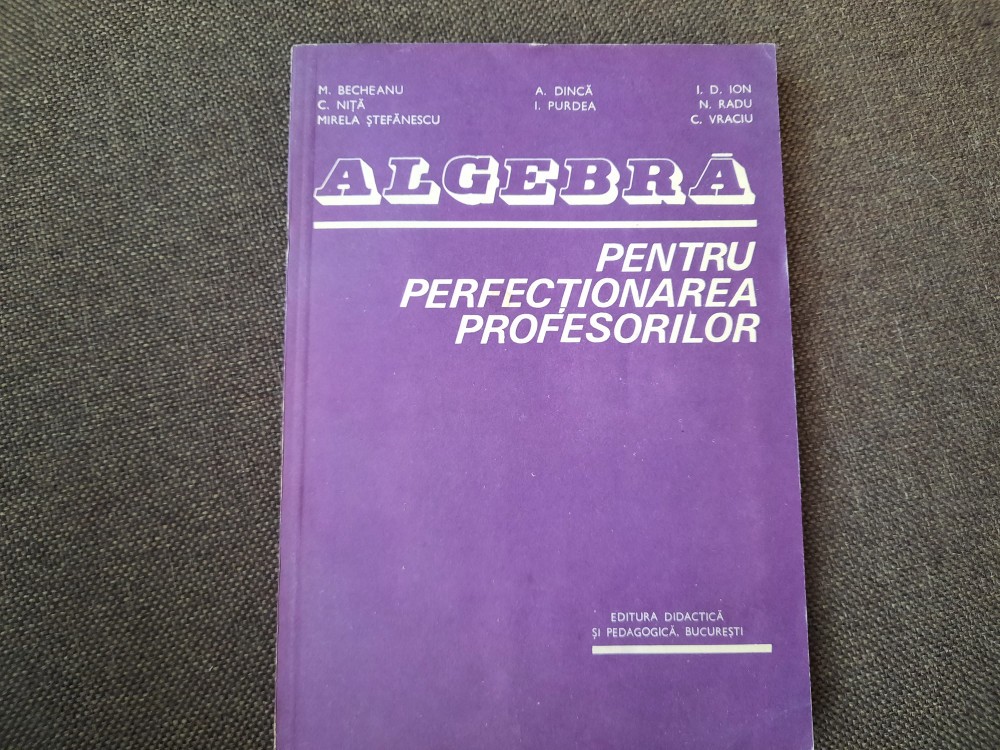 M. BECHEANU A. DINCĂ I. D. ION
C. NIȚĂ I. PURDEA N. RADU
MIRELA ȘTEFĂNESCU C. VRACIU
ALGEBRĂ
PENTRU
PERFECȚIONAREA
PROFESORILOR
EDITURA DIDACTICĂ
ȘI PEDAGOGICĂ, BUCUREȘTI